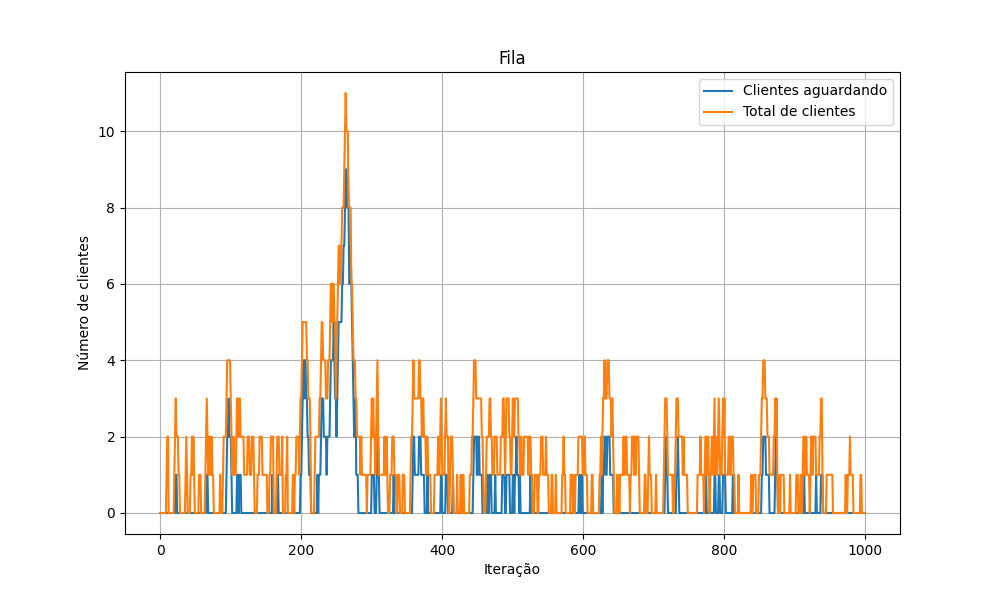 Fila
Clientes aguardando
Total de clientes
Número de clientes
10
8
6
4
2
0
0 200 400 600 800 1000
Iteração